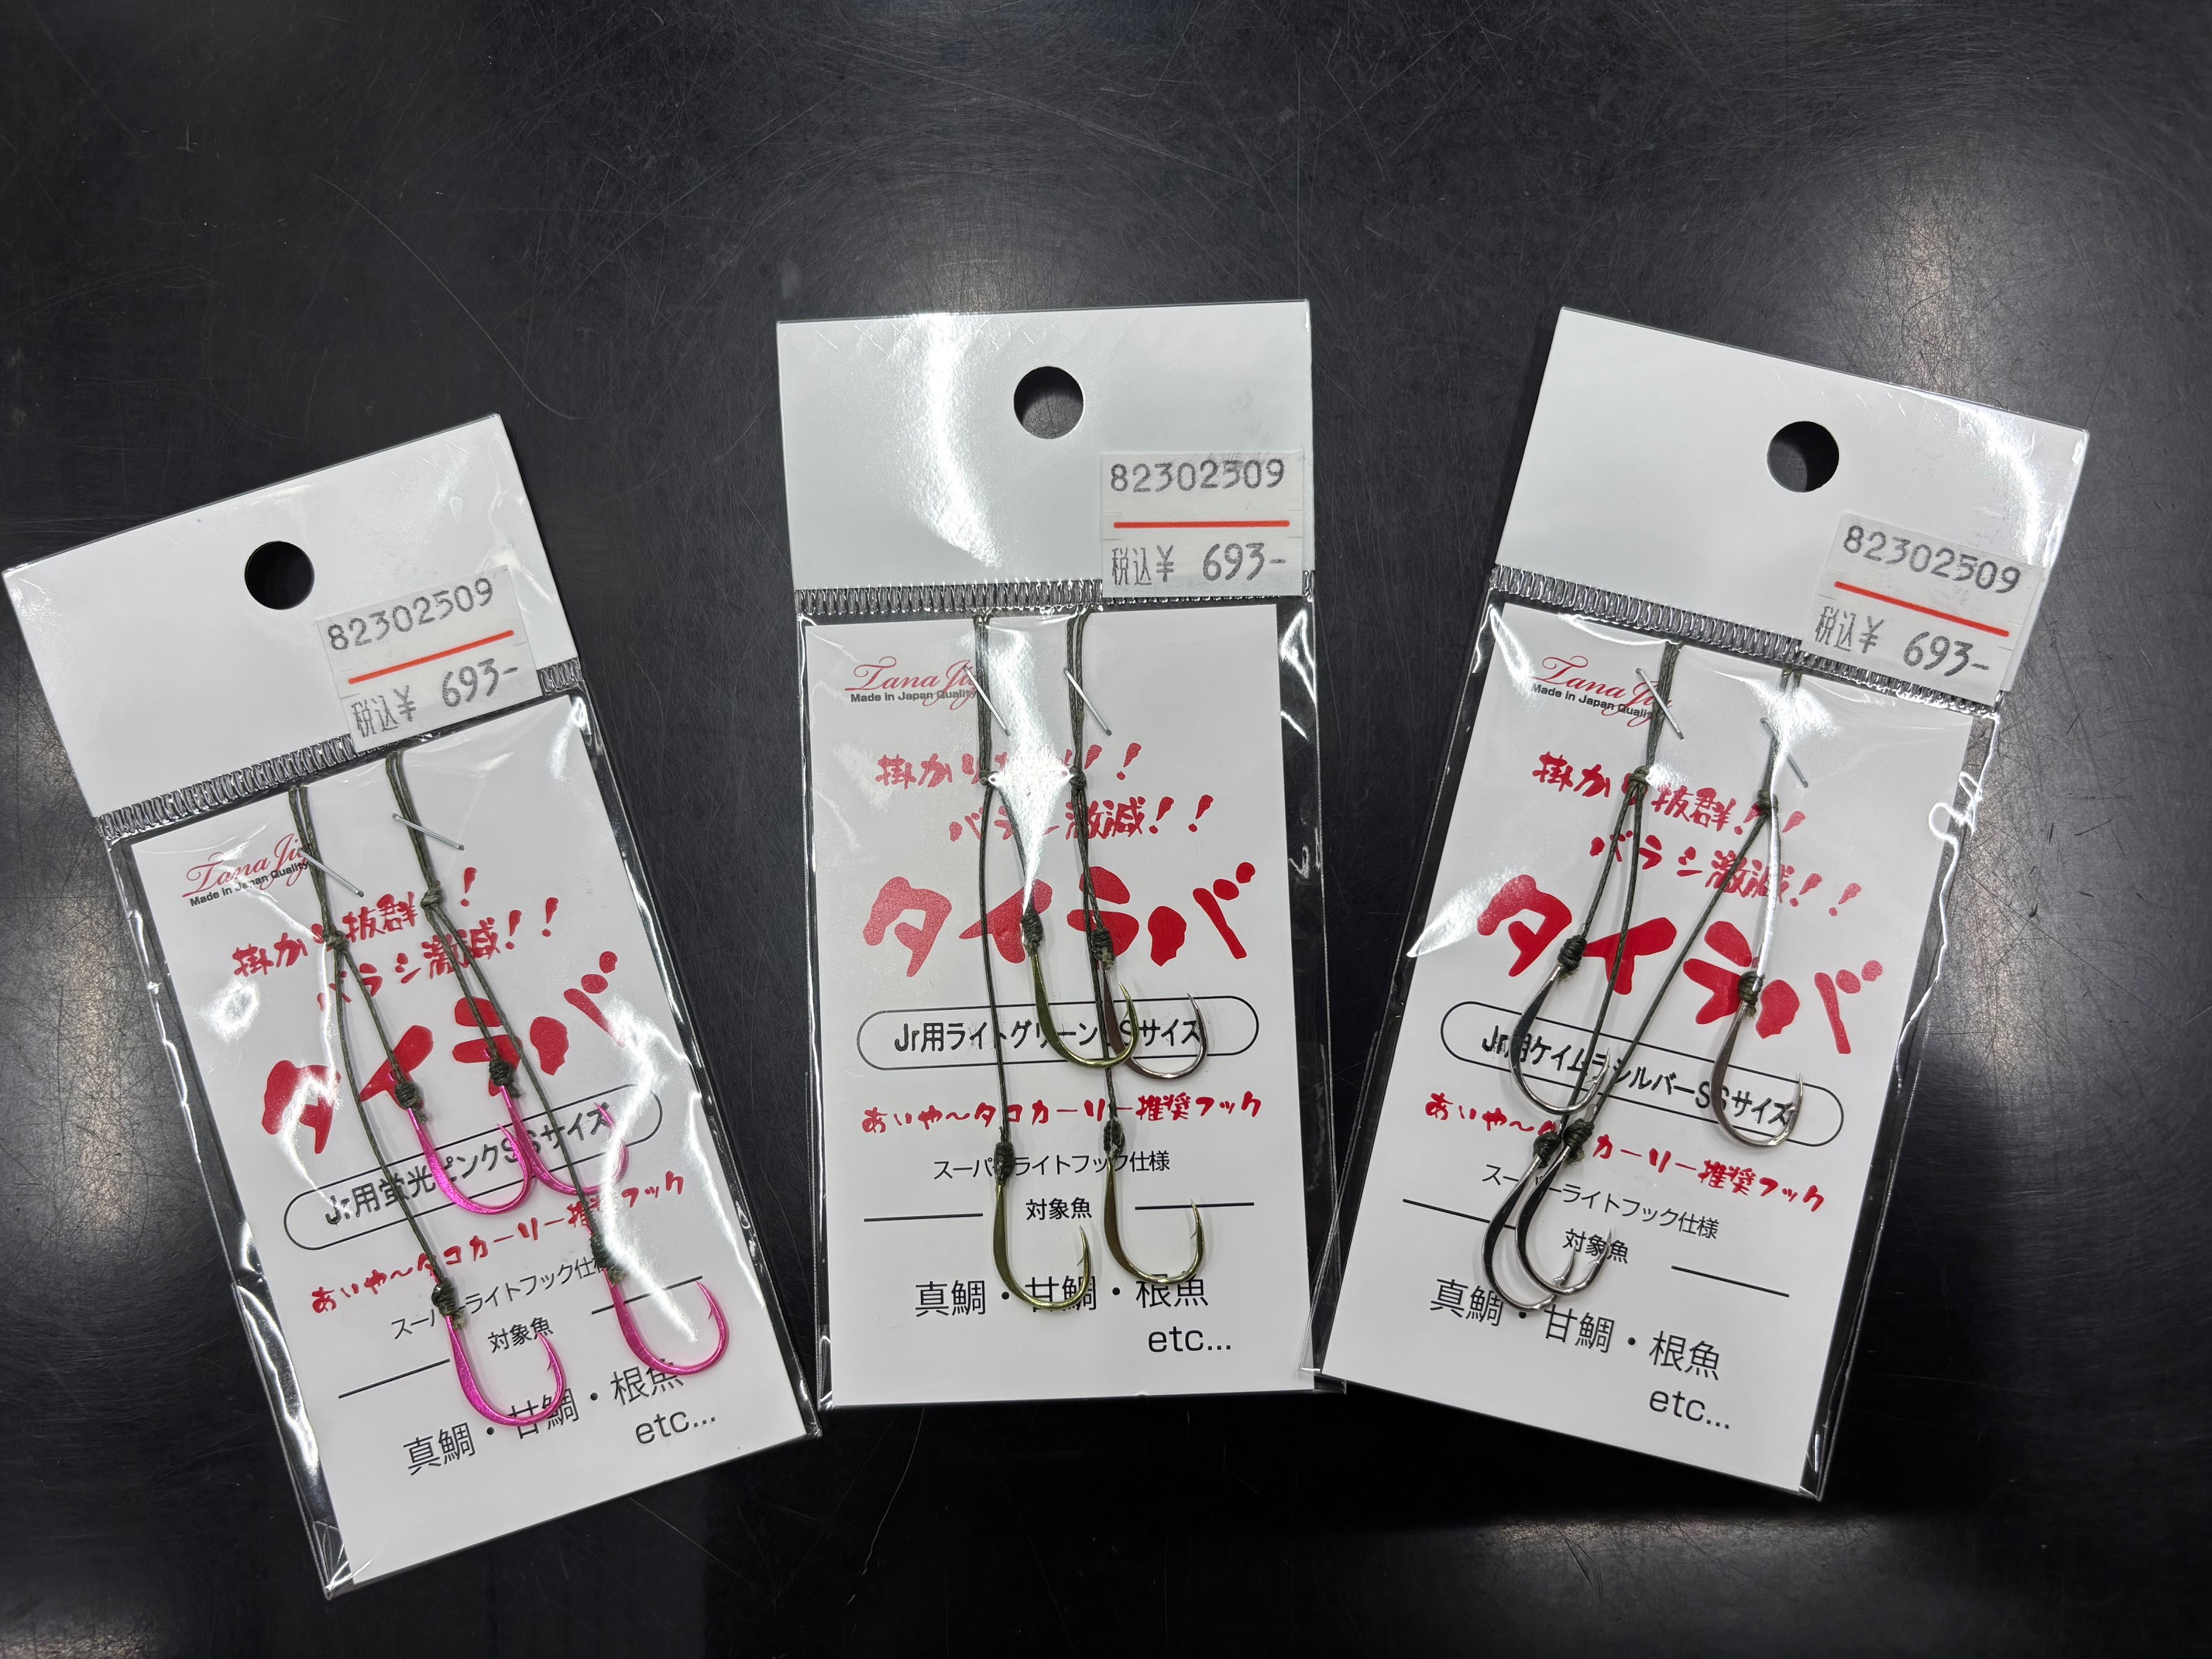 82302509
税込¥ 693-
Tana Jig
Made in Japan Quality
掛かり抜群!
バラシ激減!!
タイラバ
Jr用蛍光ピンクSSサイズ
あいや〜タコカーリー推奨フック
スーパーライトフック仕様
対象魚
真鯛・甘鯛・根魚
etc...
82302509
税込¥ 693-
Tana Jig
Made in Japan Quality
掛かり!!
バラシ激減!!
タイラバ
Jr用ライトグリーンSSサイズ
あいや〜タコカーリー推奨フック
スーパーライトフック仕様
対象魚
真鯛・甘鯛・根魚
etc...
82302509
税込¥ 693-
Tana Jig
Made in Japan Quality
掛かり抜群!!
バラシ激減!!
タイラバ
Jr用ケイムラシルバーSSサイズ
あいや〜タコカーリー推奨フック
スーパーライトフック仕様
対象魚
真鯛・甘鯛・根魚
etc...